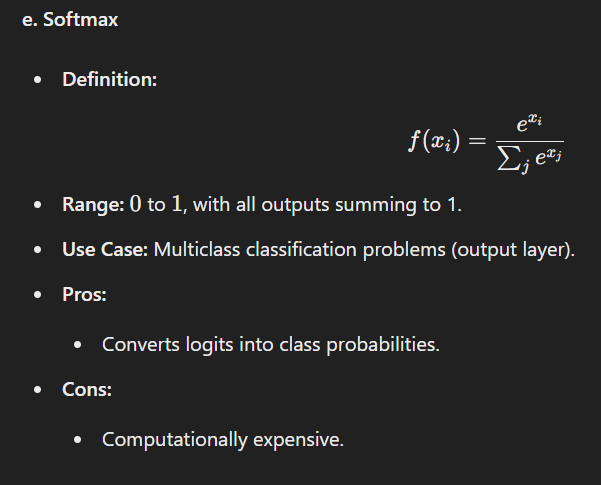 e. Softmax
• Definition:
f(x_i) = \frac{e^{x_i}}{\sum_j e^{x_j}}
• Range: 0 to 1, with all outputs summing to 1.
• Use Case: Multiclass classification problems (output layer).
• Pros:
• Converts logits into class probabilities.
• Cons:
• Computationally expensive.